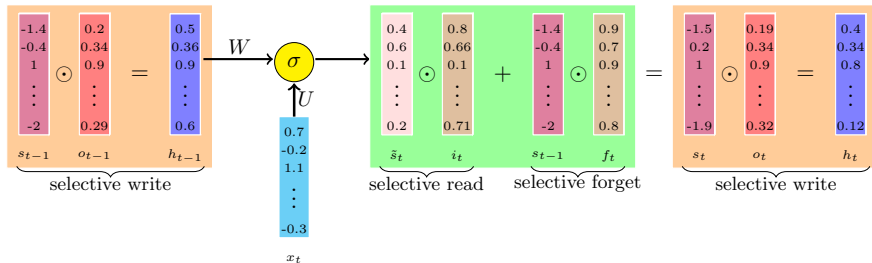 -1.4 0.2 0.5 0.4 0.8 -1.4 0.9 -1.5 0.19 0.4
-0.4 0.34 0.36 W 0.6 0.66 -0.4 0.7 0.2 0.34 0.34
1 ⊙ 0.9 = 0.9 σ 0.1 ⊙ 0.1 + 1 ⊙ 0.9 = 1 ⊙ 0.9 = 0.8
⋮ ⋮ ⋮ U ⋮ ⋮ ⋮ ⋮ ⋮ ⋮ ⋮
-2 0.29 0.6 0.2 0.71 -2 0.8 -1.9 0.32 0.12
s_{t−1} o_{t−1} h_{t−1} s̃_t i_t s_{t−1} f_t s_t o_t h_t
selective write selective read selective forget selective write
0.7
-0.2
1.1
⋮
-0.3
x_t